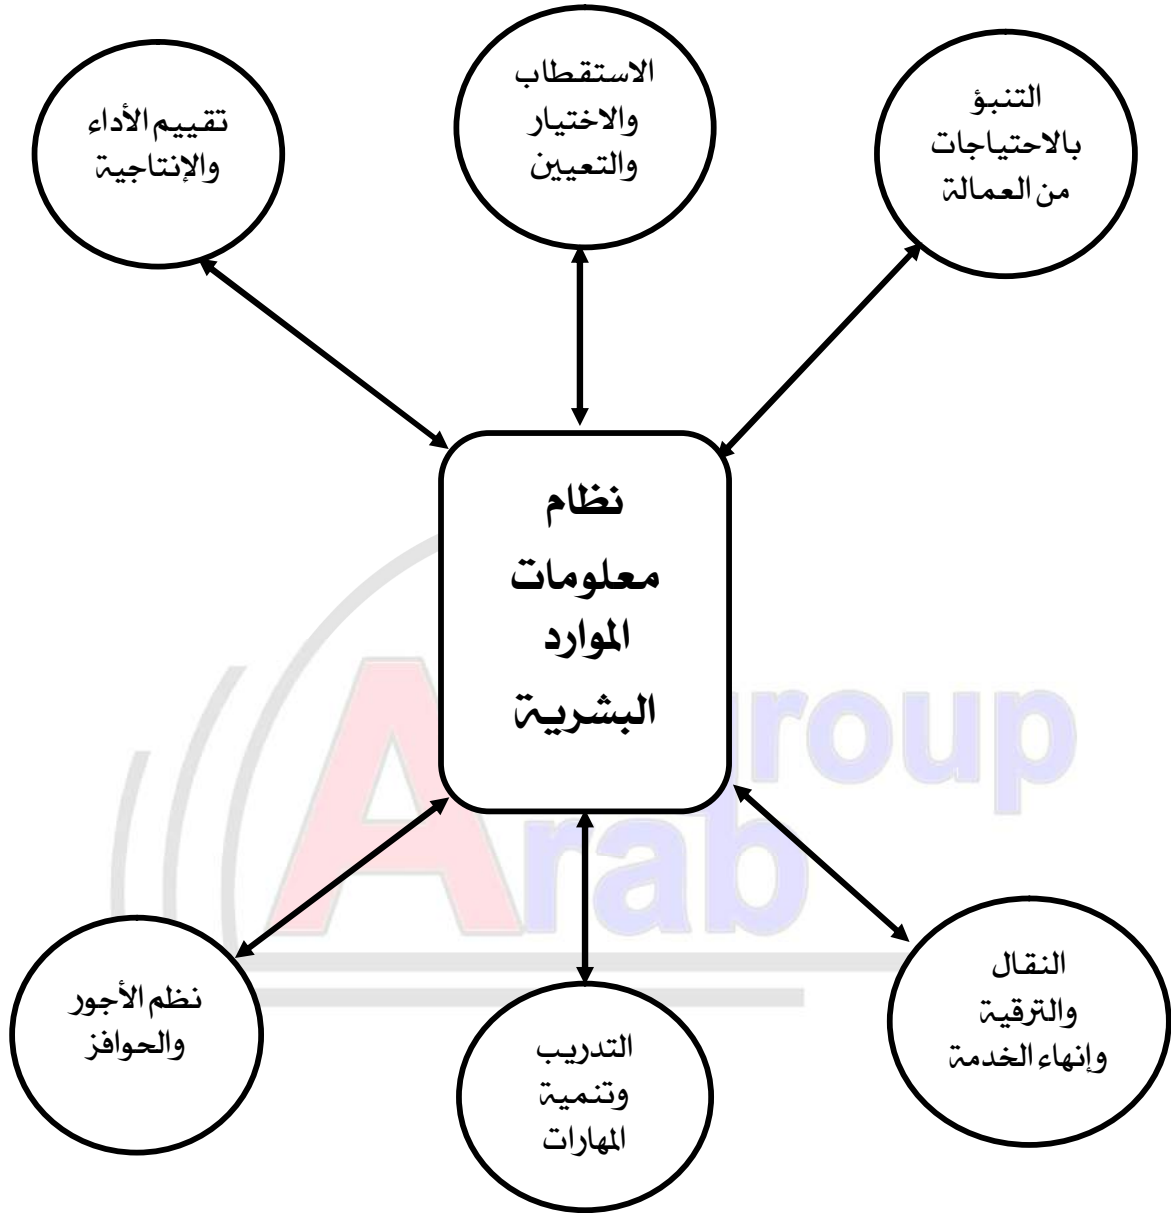 التنبؤ
بالاحتياجات
من العمالة
الاستقطاب
والاختيار
والتعيين
تقييم الأداء
والإنتاجية
نظام
معلومات
الموارد
البشرية
النقال
والترقية
وإنهاء الخدمة
التدريب
وتنمية
المهارات
نظم الأجور
والحوافز
group
Arab